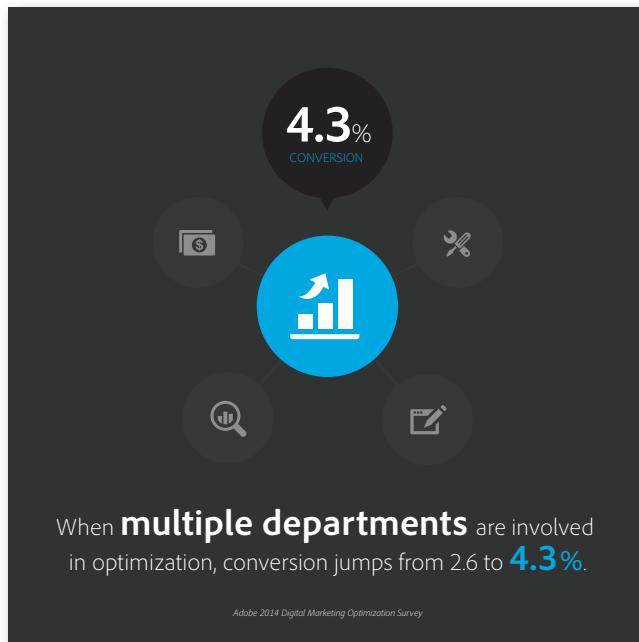 4.3%
CONVERSION
$
When multiple departments are involved
in optimization, conversion jumps from 2.6 to 4.3%.
Adobe 2014 Digital Marketing Optimization Survey